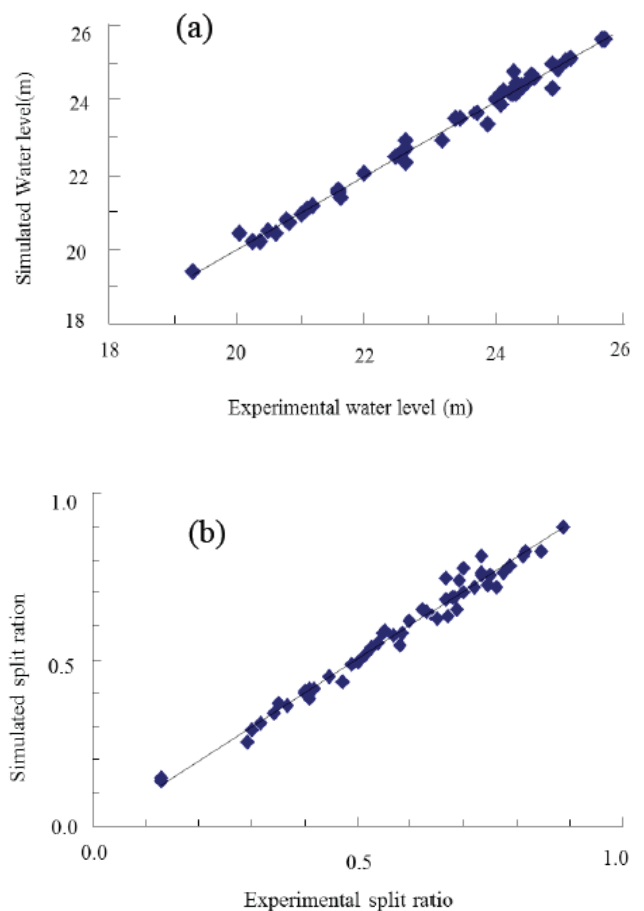 (a)
26
24
22
20
18
Simulated Water level(m)
18
20
22
24
26
Experimental water level (m)
(b)
1.0
0.5
0.0
Simulated split ration
0.0
0.5
1.0
Experimental split ratio